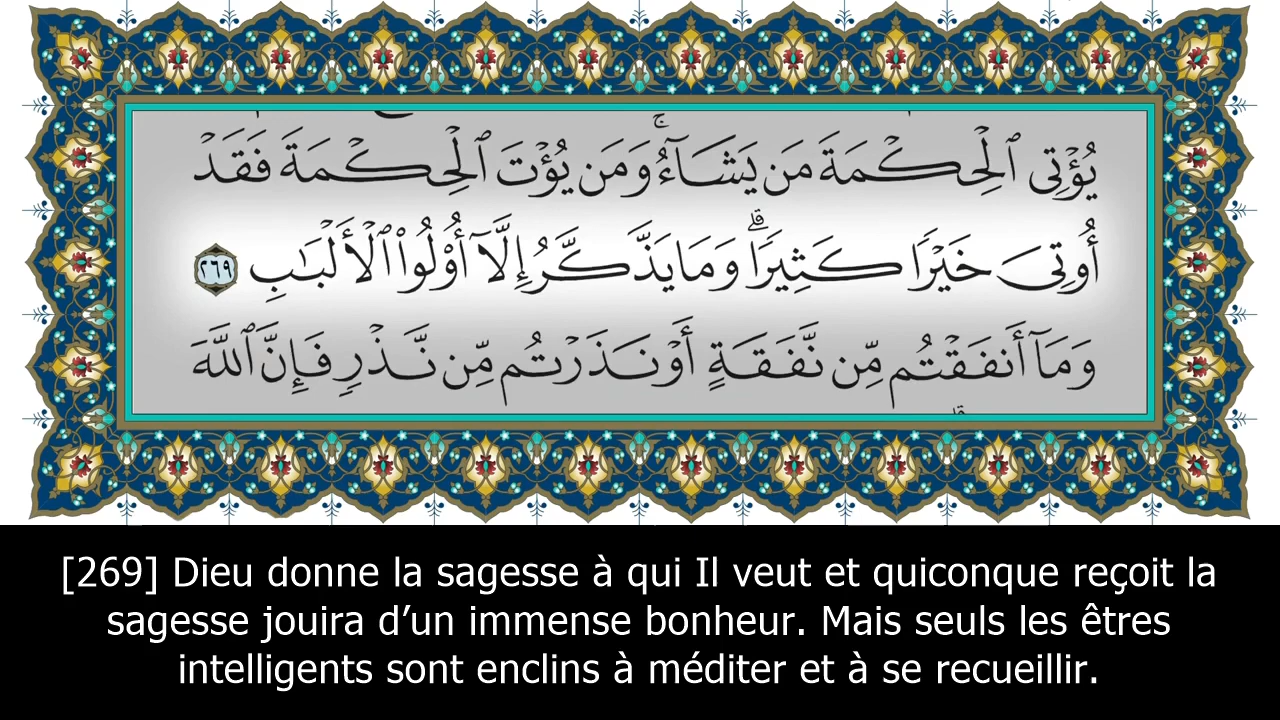 يُؤْتِى ٱلْحِكْمَةَ مَن يَشَآءُ ۚ وَمَن يُؤْتَ ٱلْحِكْمَةَ فَقَدْ
أُوتِىَ خَيْرًا كَثِيرًا ۗ وَمَا يَذَّكَّرُ إِلَّآ أُو۟لُوا۟ ٱلْأَلْبَـٰبِ ٢٦٩
وَمَآ أَنفَقْتُم مِّن نَّفَقَةٍ أَوْ نَذَرْتُم مِّن نَّذْرٍ فَإِنَّ ٱللَّهَ
[269] Dieu donne la sagesse à qui Il veut et quiconque reçoit la
sagesse jouira d’un immense bonheur. Mais seuls les êtres
intelligents sont enclins à méditer et à se recueillir.